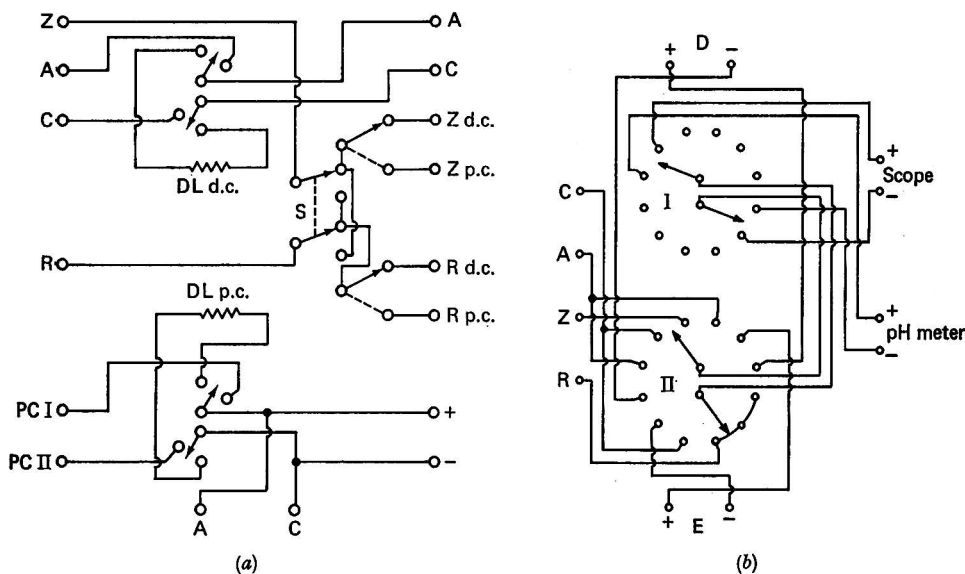 Z
A
A
C
C
Z d.c.
Z p.c.
DL d.c.
S
R
R d.c.
R p.c.
DL p.c.
PC I
+
PC II
-
A
C
(a)
D
+
-
+
Scope
-
C
I
A
Z
+
pH meter
-
R
II
+
E
-
(b)